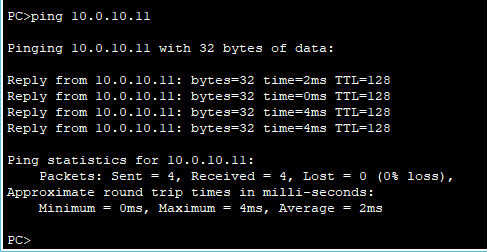 PC>ping 10.0.10.11
Pinging 10.0.10.11 with 32 bytes of data:
Reply from 10.0.10.11: bytes=32 time=2ms TTL=128
Reply from 10.0.10.11: bytes=32 time=0ms TTL=128
Reply from 10.0.10.11: bytes=32 time=4ms TTL=128
Reply from 10.0.10.11: bytes=32 time=4ms TTL=128
Ping statistics for 10.0.10.11:
    Packets: Sent = 4, Received = 4, Lost = 0 (0% loss),
Approximate round trip times in milli-seconds:
    Minimum = 0ms, Maximum = 4ms, Average = 2ms
PC>